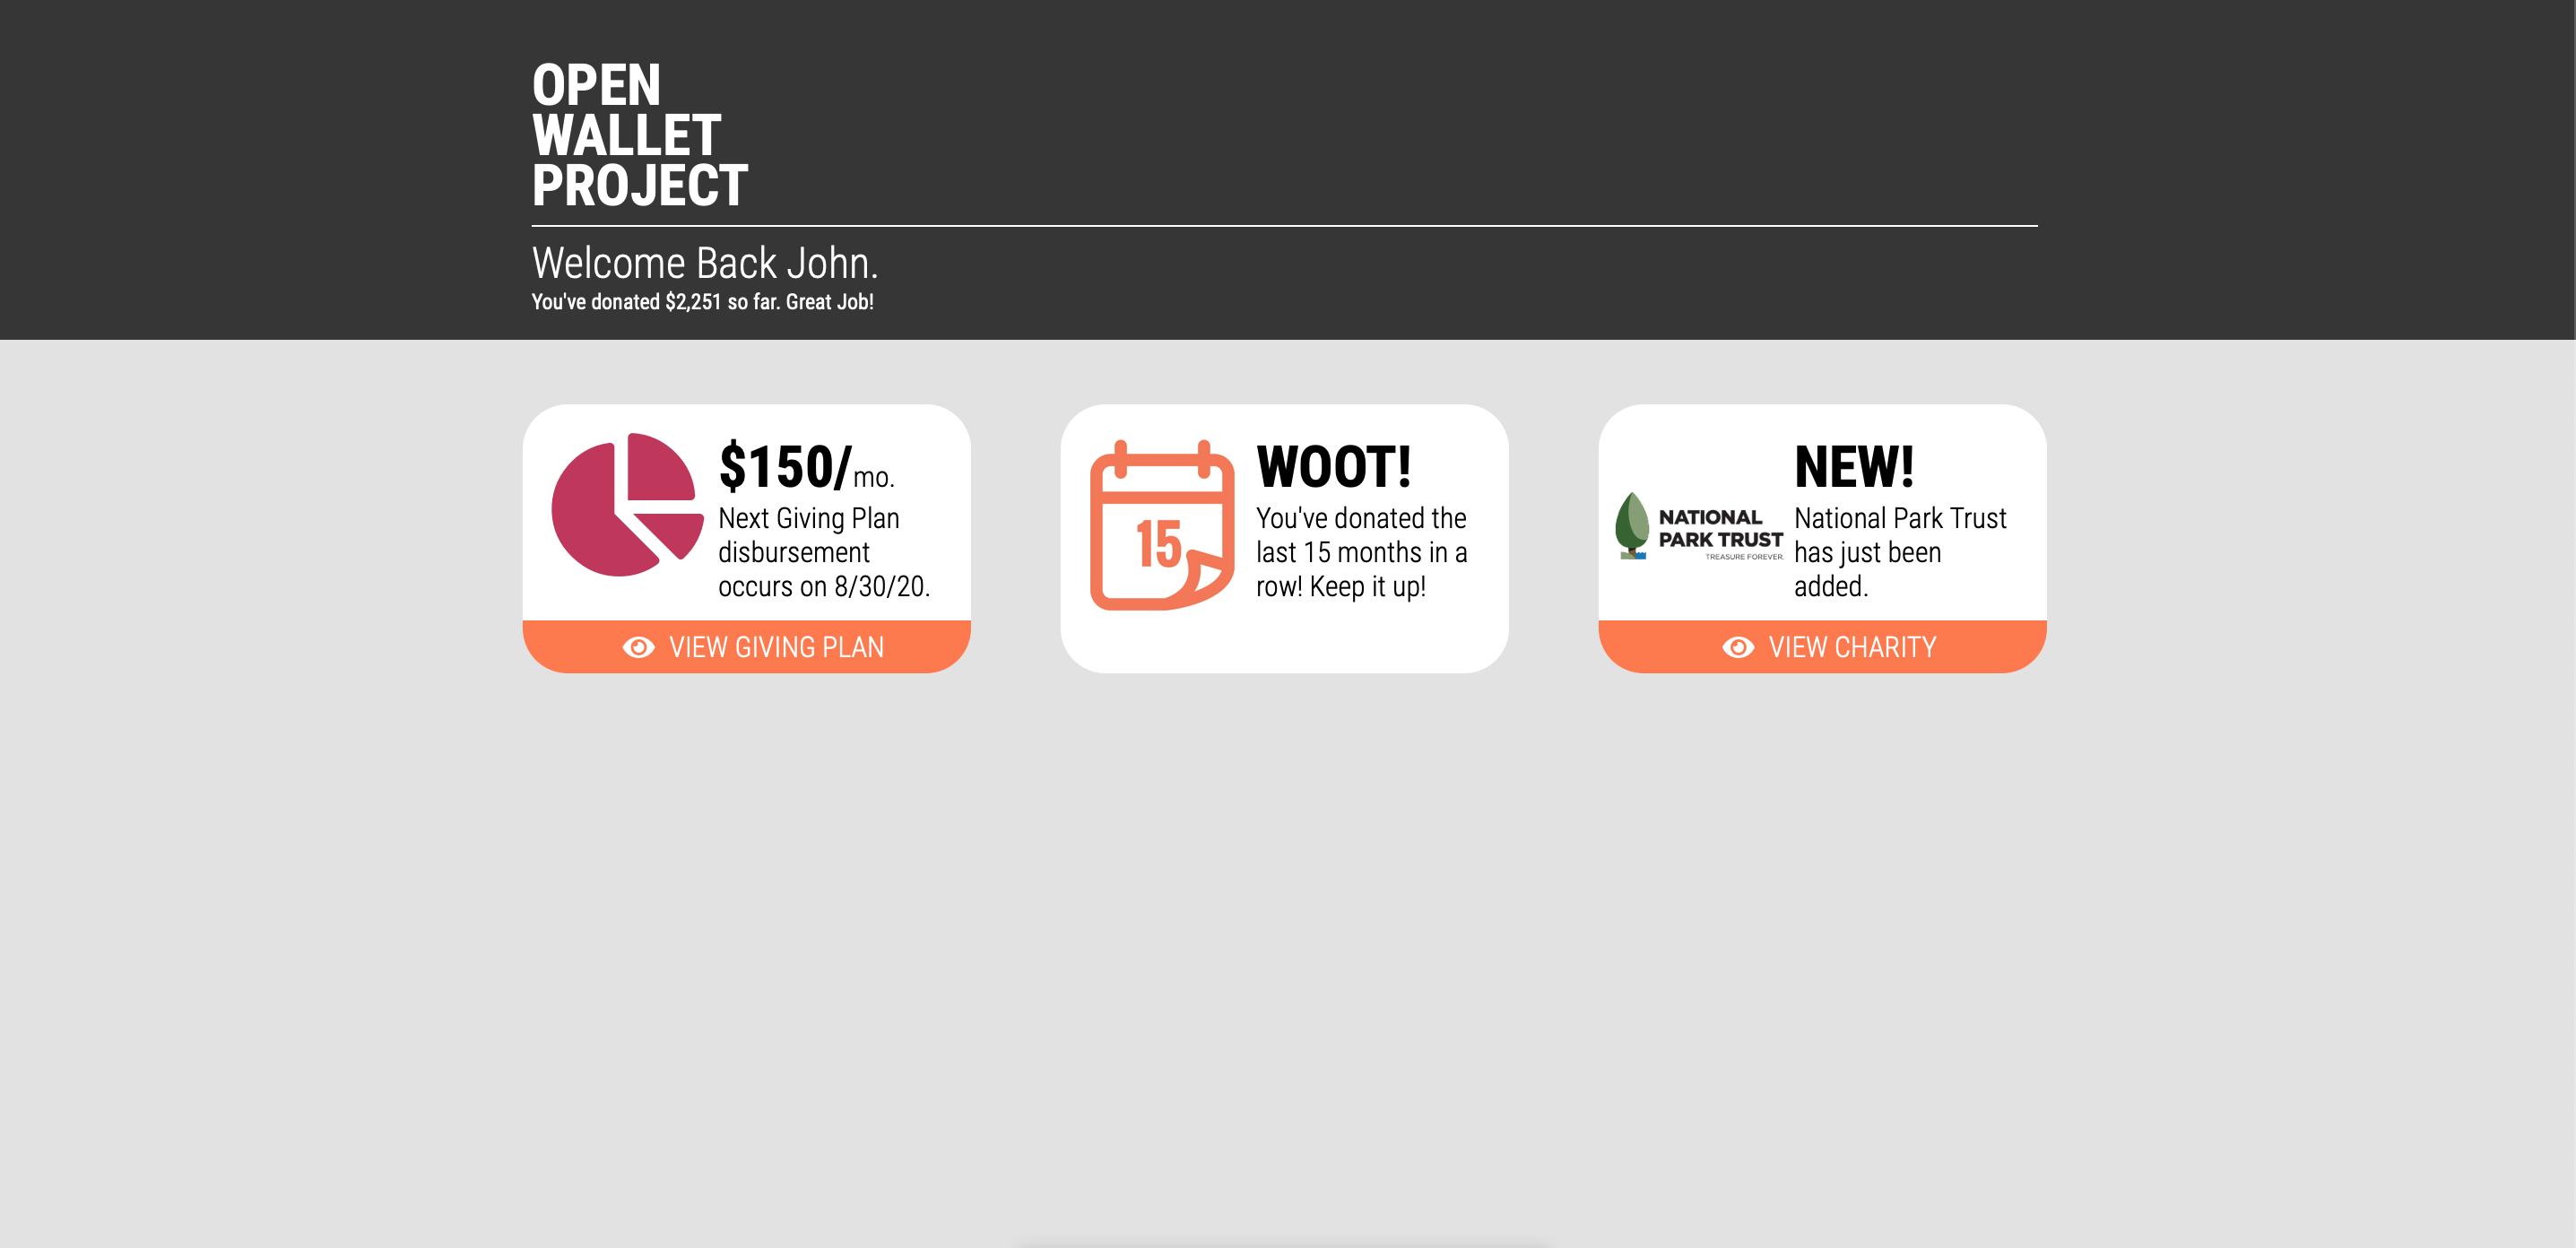 OPEN
WALLET
PROJECT
Welcome Back John.
You've donated $2,251 so far. Great Job!
$150/mo.
Next Giving Plan
disbursement
occurs on 8/30/20.
VIEW GIVING PLAN
15
WOOT!
You've donated the
last 15 months in a
row! Keep it up!
NATIONAL
PARK TRUST
TREASURE FOREVER.
NEW!
National Park Trust
has just been
added.
VIEW CHARITY